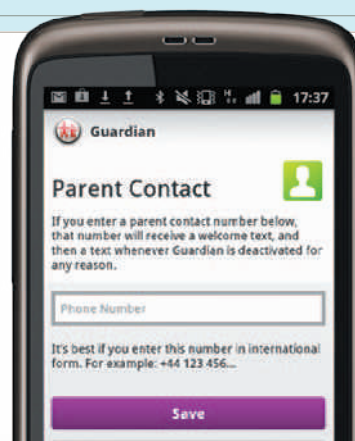 17:37
Guardian
Parent Contact
If you enter a parent contact number below,
that number will receive a welcome text, and
then a text whenever Guardian is deactivated for
any reason.
Phone Number
It's best if you enter this number in international
form. For example: +44 123 456...
Save